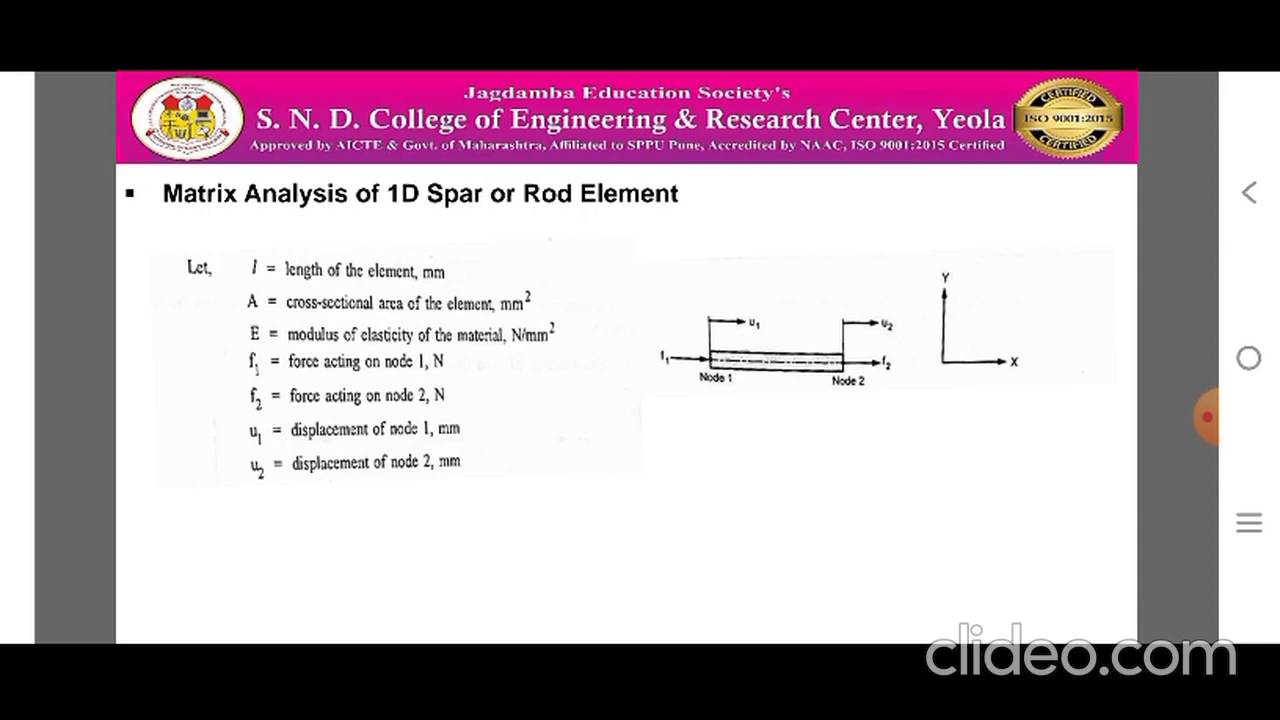 Jagdamba Education Society's
S. N. D. College of Engineering & Research Center, Yeola
Approved by AICTE & Govt. of Maharashtra, Affiliated to SPPU Pune, Accredited by NAAC, ISO 9001:2015 Certified
CERTIFIED
ISO 9001:2015
CERTIFIED
▪ Matrix Analysis of 1D Spar or Rod Element
Let, l = length of the element, mm
A = cross-sectional area of the element, mm²
E = modulus of elasticity of the material, N/mm²
f₁ = force acting on node 1, N
f₂ = force acting on node 2, N
u₁ = displacement of node 1, mm
u₂ = displacement of node 2, mm
u₁
u₂
f₁
f₂
Node 1
Node 2
Y
X
clideo.com